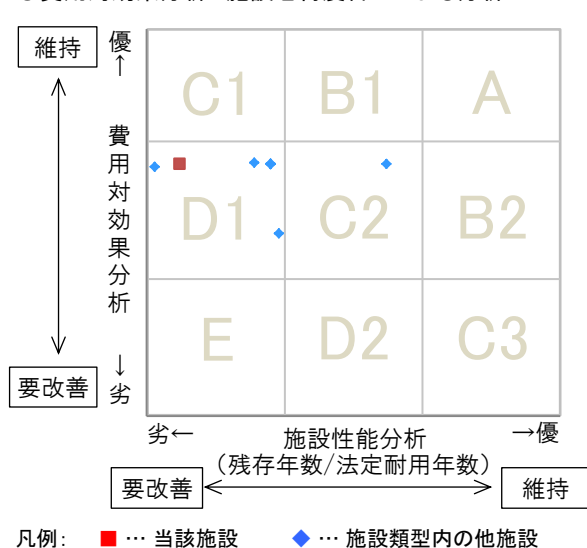 維持
優
↑
C1 B1 A
費用対効果分析
D1 C2 B2
E D2 C3
要改善
↓
劣
劣← 施設性能分析 →優
(残存年数/法定耐用年数)
要改善 維持
凡例: ■ … 当該施設 ◆ … 施設類型内の他施設